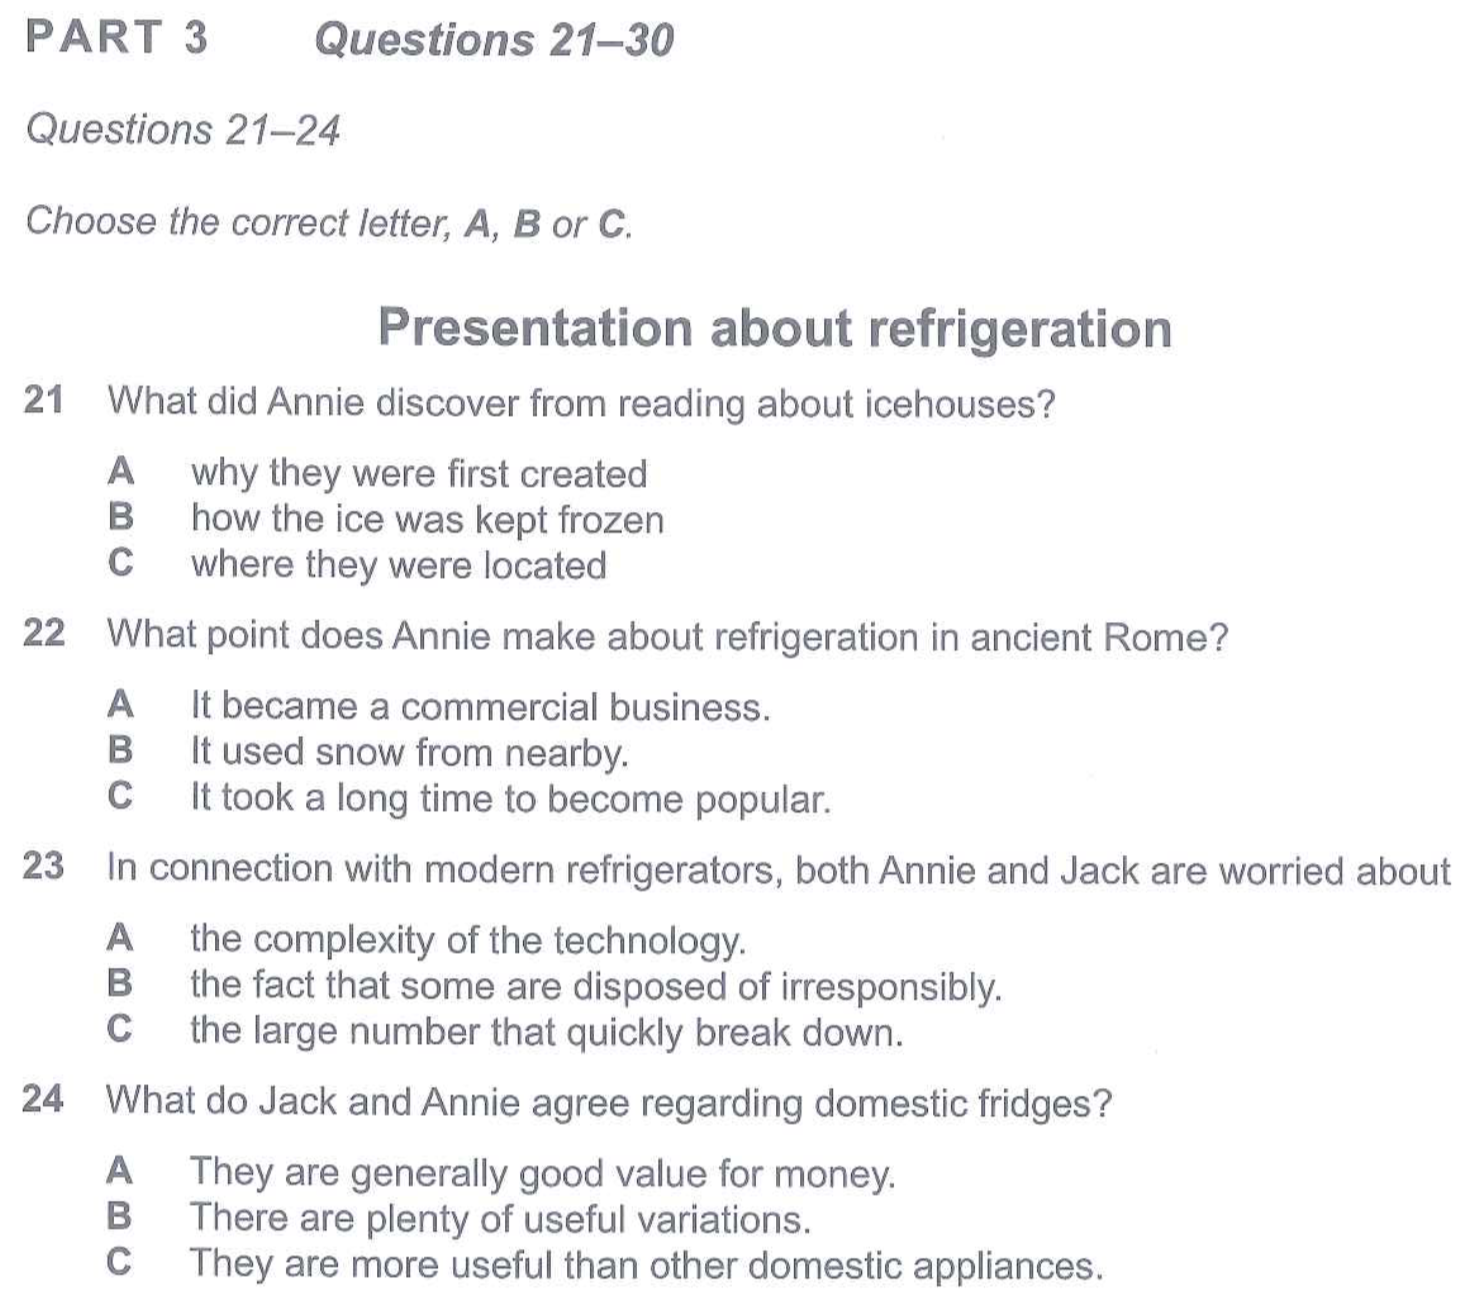 PART 3 Questions 21–30
Questions 21–24
Choose the correct letter, A, B or C.
Presentation about refrigeration
21 What did Annie discover from reading about icehouses?
A why they were first created
B how the ice was kept frozen
C where they were located
22 What point does Annie make about refrigeration in ancient Rome?
A It became a commercial business.
B It used snow from nearby.
C It took a long time to become popular.
23 In connection with modern refrigerators, both Annie and Jack are worried about
A the complexity of the technology.
B the fact that some are disposed of irresponsibly.
C the large number that quickly break down.
24 What do Jack and Annie agree regarding domestic fridges?
A They are generally good value for money.
B There are plenty of useful variations.
C They are more useful than other domestic appliances.